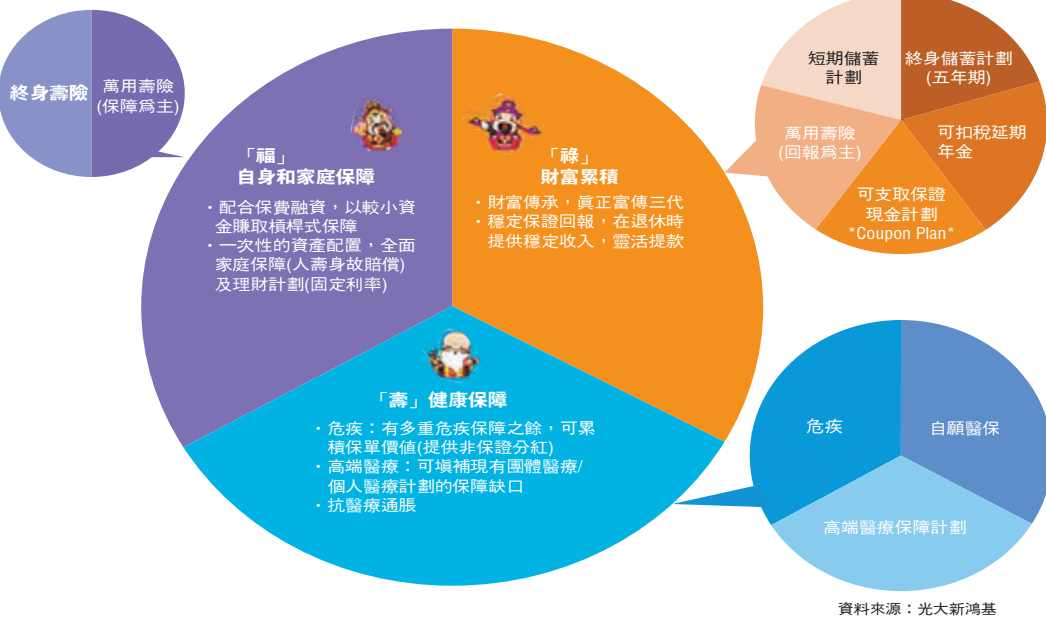 終身壽險
萬用壽險
(保障為主)
「福」
自身和家庭保障
・配合保費融資，以較小資
金賺取槓桿式保障
・一次性的資產配置，全面
家庭保障(人壽身故賠償)
及理財計劃(固定利率)
「祿」
財富累積
・財富傳承，眞正富傳三代
・穩定保證回報，在退休時
提供穩定收入，靈活提款
短期儲蓄
計劃
終身儲蓄計劃
(五年期)
萬用壽險
(回報為主)
可扣稅延期
年金
可支取保證
現金計劃
*Coupon Plan*
「壽」健康保障
・危疾：有多重危疾保障之餘，可累
積保單價值(提供非保證分紅)
・高端醫療：可塡補現有團體醫療/
個人醫療計劃的保障缺口
・抗醫療通脹
危疾
自願醫保
高端醫療保障計劃
資料來源：光大新鴻基